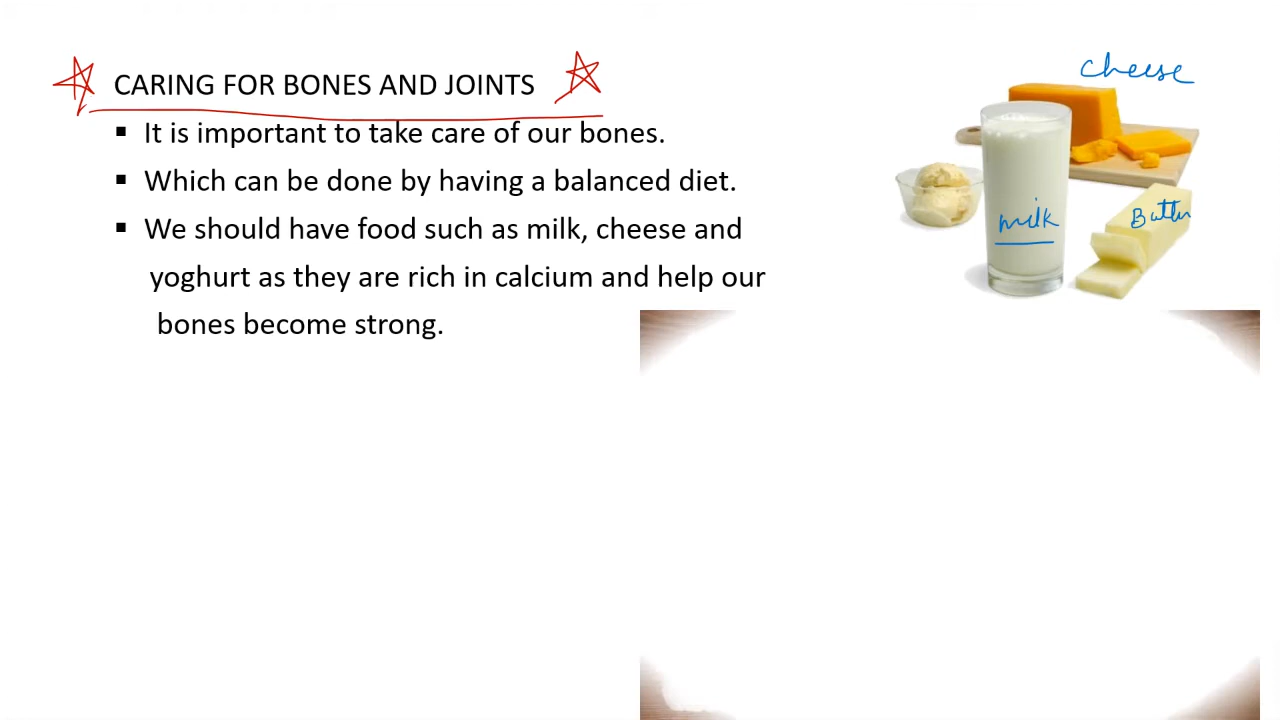 CARING FOR BONES AND JOINTS
▪ It is important to take care of our bones.
▪ Which can be done by having a balanced diet.
▪ We should have food such as milk, cheese and
yoghurt as they are rich in calcium and help our
bones become strong.
cheese
milk
Butter